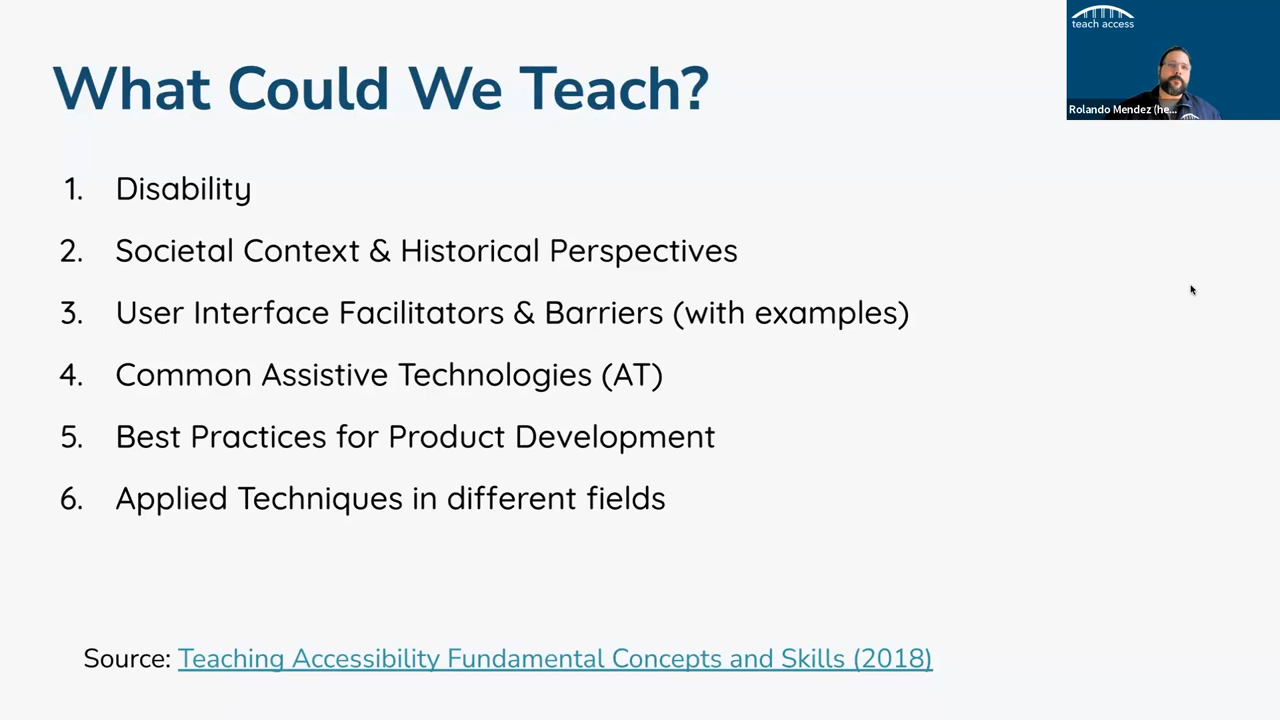 What Could We Teach?
1. Disability
2. Societal Context & Historical Perspectives
3. User Interface Facilitators & Barriers (with examples)
4. Common Assistive Technologies (AT)
5. Best Practices for Product Development
6. Applied Techniques in different fields
Source: Teaching Accessibility Fundamental Concepts and Skills (2018)
teach access
Rolando Mendez (he...